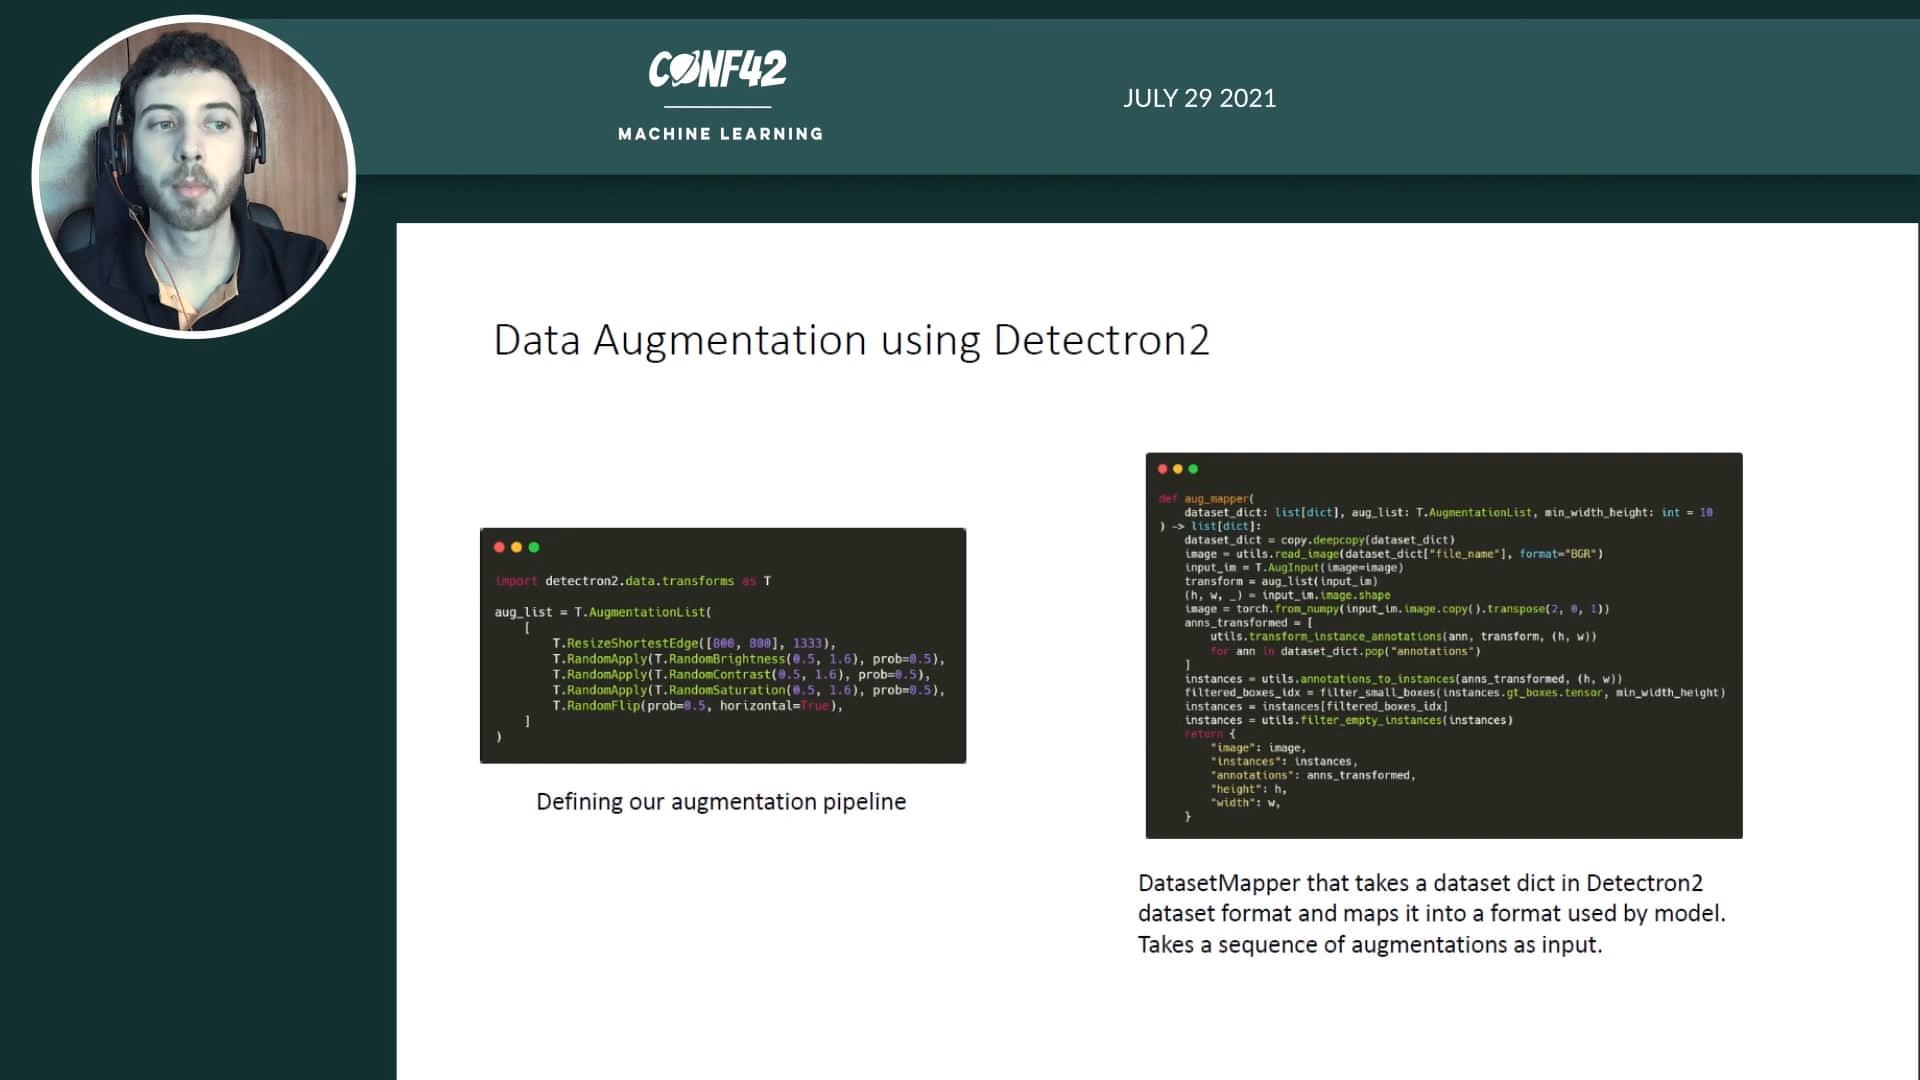 CONF42
MACHINE LEARNING
JULY 29 2021
Data Augmentation using Detectron2
import detectron2.data.transforms as T
aug_list = T.AugmentationList(
[
T.ResizeShortestEdge([800, 800], 1333),
T.RandomApply(T.RandomBrightness(0.5, 1.6), prob=0.5),
T.RandomApply(T.RandomContrast(0.5, 1.6), prob=0.5),
T.RandomApply(T.RandomSaturation(0.5, 1.6), prob=0.5),
T.RandomFlip(prob=0.5, horizontal=True),
]
)
Defining our augmentation pipeline
def aug_mapper(
dataset_dict: list[dict], aug_list: T.AugmentationList, min_width_height: int = 10
) -> list[dict]:
dataset_dict = copy.deepcopy(dataset_dict)
image = utils.read_image(dataset_dict["file_name"], format="BGR")
input_im = T.AugInput(image=image)
transform = aug_list(input_im)
(h, w, _) = input_im.image.shape
image = torch.from_numpy(input_im.image.copy().transpose(2, 0, 1))
anns_transformed = [
utils.transform_instance_annotations(ann, transform, (h, w))
for ann in dataset_dict.pop("annotations")
]
instances = utils.annotations_to_instances(anns_transformed, (h, w))
filtered_boxes_idx = filter_small_boxes(instances.gt_boxes.tensor, min_width_height)
instances = instances[filtered_boxes_idx]
instances = utils.filter_empty_instances(instances)
return {
"image": image,
"instances": instances,
"annotations": anns_transformed,
"height": h,
"width": w,
}
DatasetMapper that takes a dataset dict in Detectron2
dataset format and maps it into a format used by model.
Takes a sequence of augmentations as input.